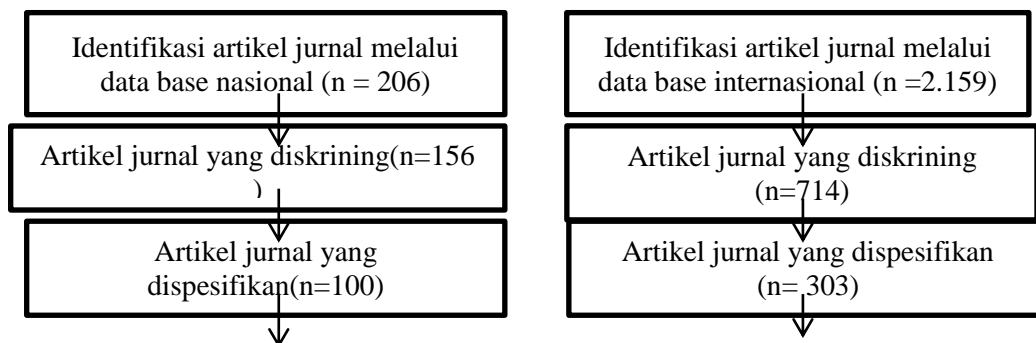 Identifikasi artikel jurnal melalui
data base nasional (n = 206)
Artikel jurnal yang diskrining(n=156
)
Artikel jurnal yang
dispesifikan(n=100)
Identifikasi artikel jurnal melalui
data base internasional (n =2.159)
Artikel jurnal yang diskrining
(n=714)
Artikel jurnal yang dispesifikan
(n= 303)